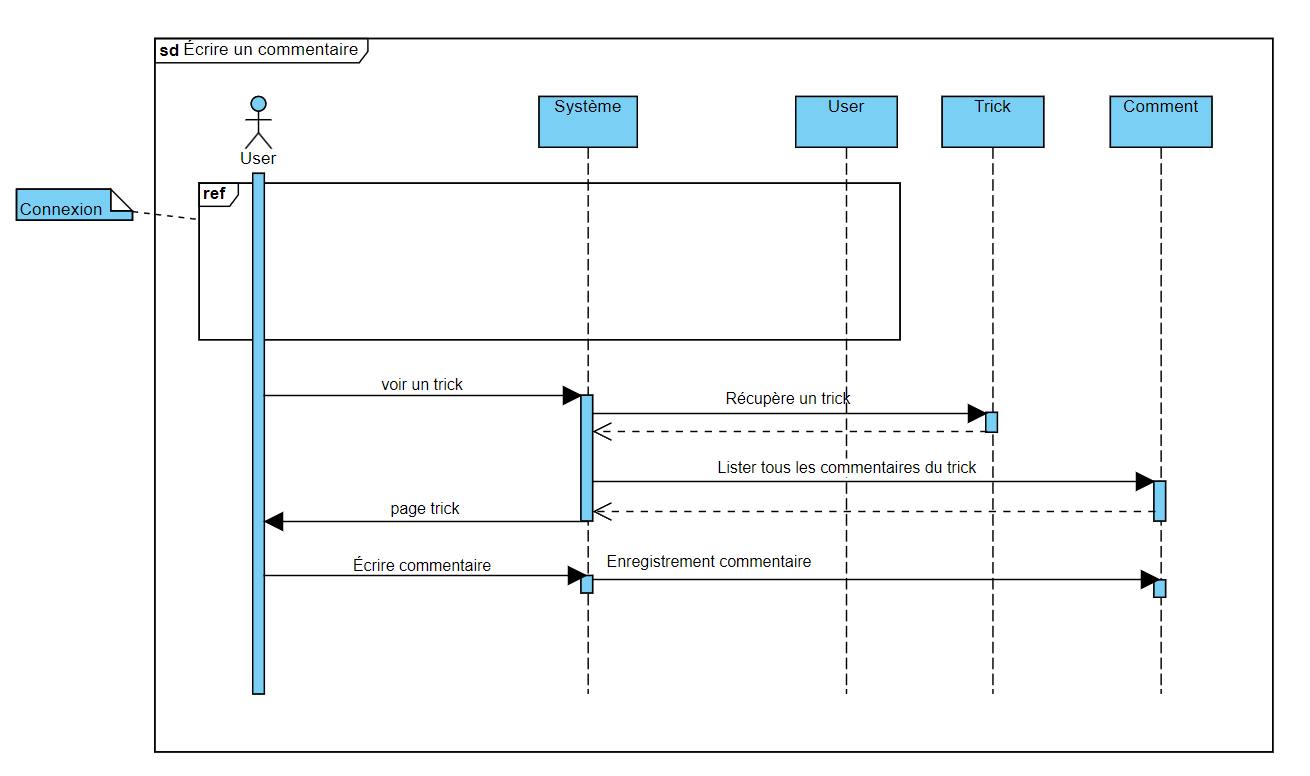 sd Écrire un commentaire
Système
User
Trick
Comment
User
ref
Connexion
voir un trick
Récupère un trick
Lister tous les commentaires du trick
page trick
Écrire commentaire
Enregistrement commentaire